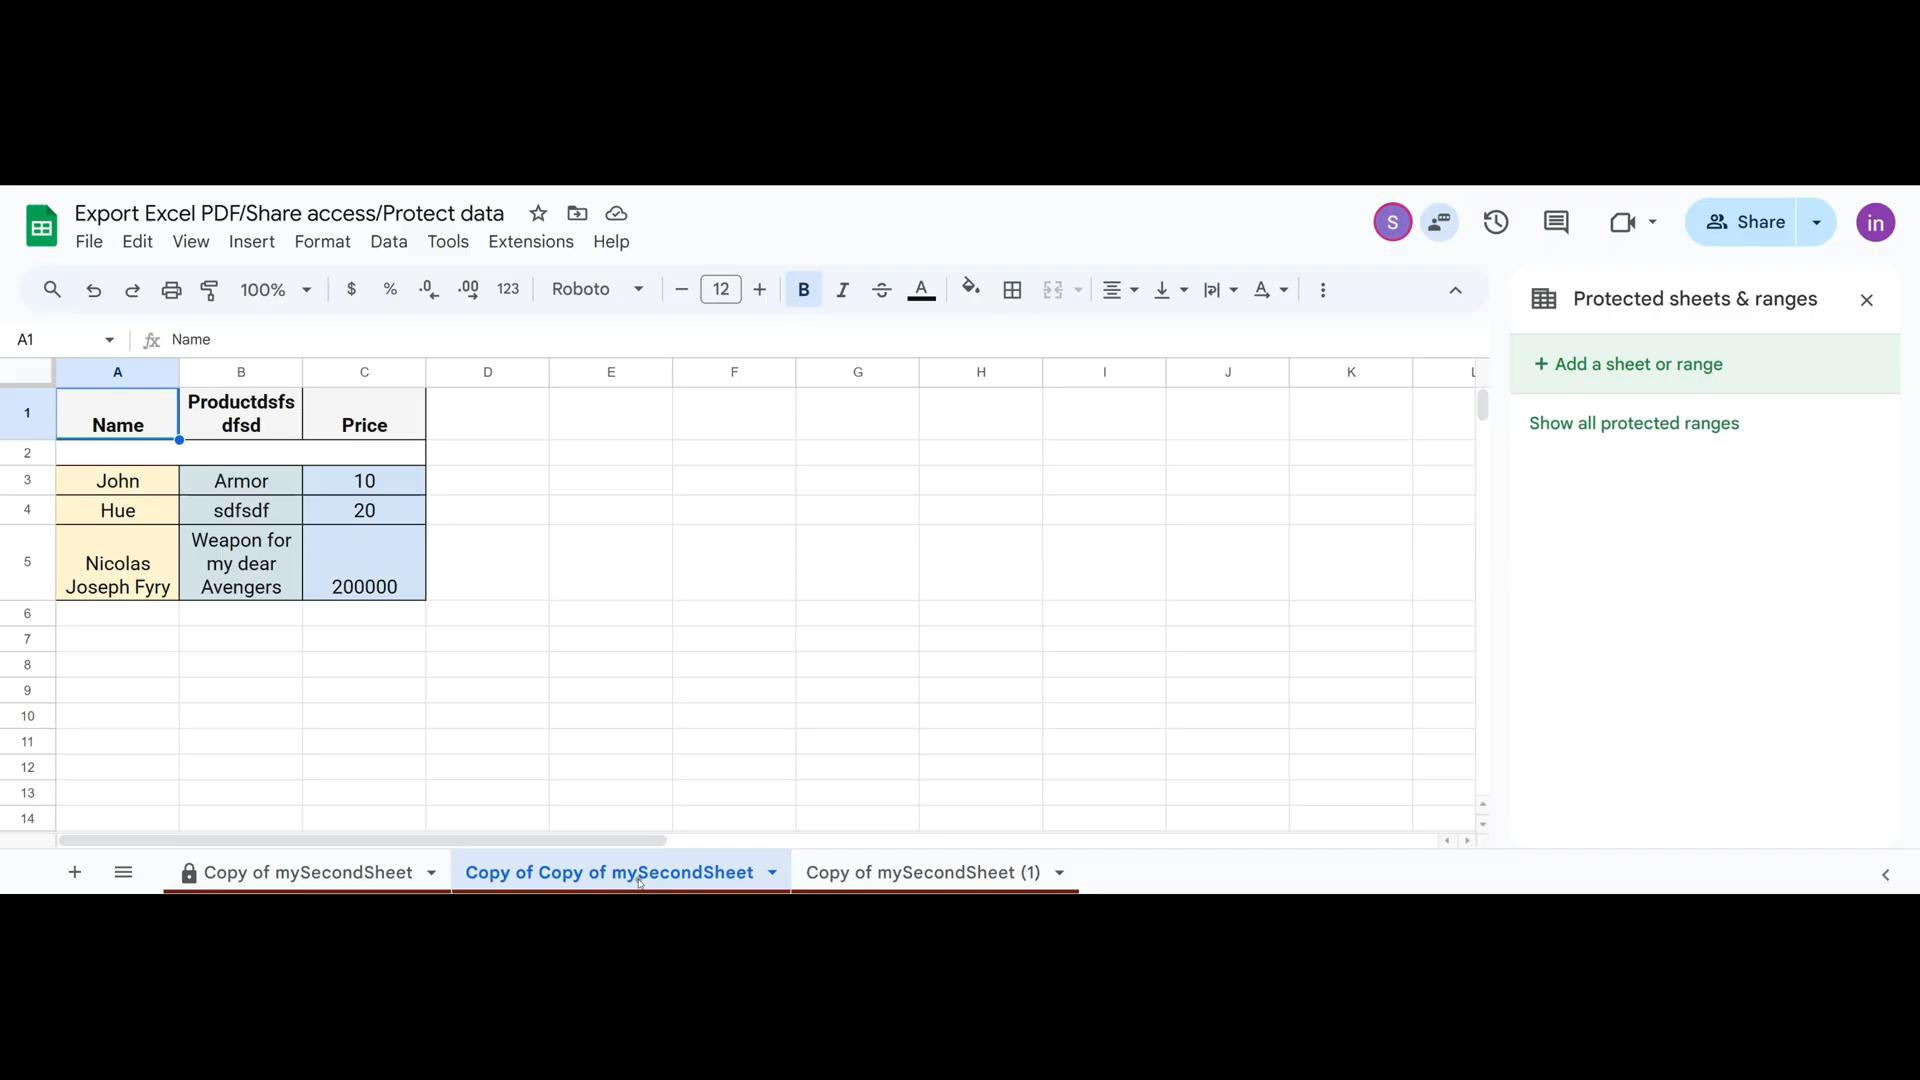 Export Excel PDF/Share access/Protect data
File Edit View Insert Format Data Tools Extensions Help
S
Share
in
100% $ % .0 .00 123 Roboto 12 B I S A
A1 fx Name
A B C D E F G H I J K L
1 Name Productdsfs dfsd Price
2
3 John Armor 10
4 Hue sdfsdf 20
5 Nicolas Joseph Fyry Weapon for my dear Avengers 200000
6
7
8
9
10
11
12
13
14
Protected sheets & ranges
+ Add a sheet or range
Show all protected ranges
Copy of mySecondSheet Copy of Copy of mySecondSheet Copy of mySecondSheet (1)